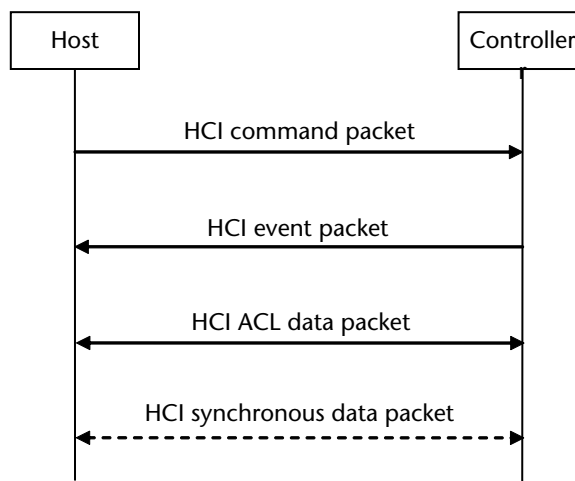 Host
Controller
HCI command packet
HCI event packet
HCI ACL data packet
HCI synchronous data packet